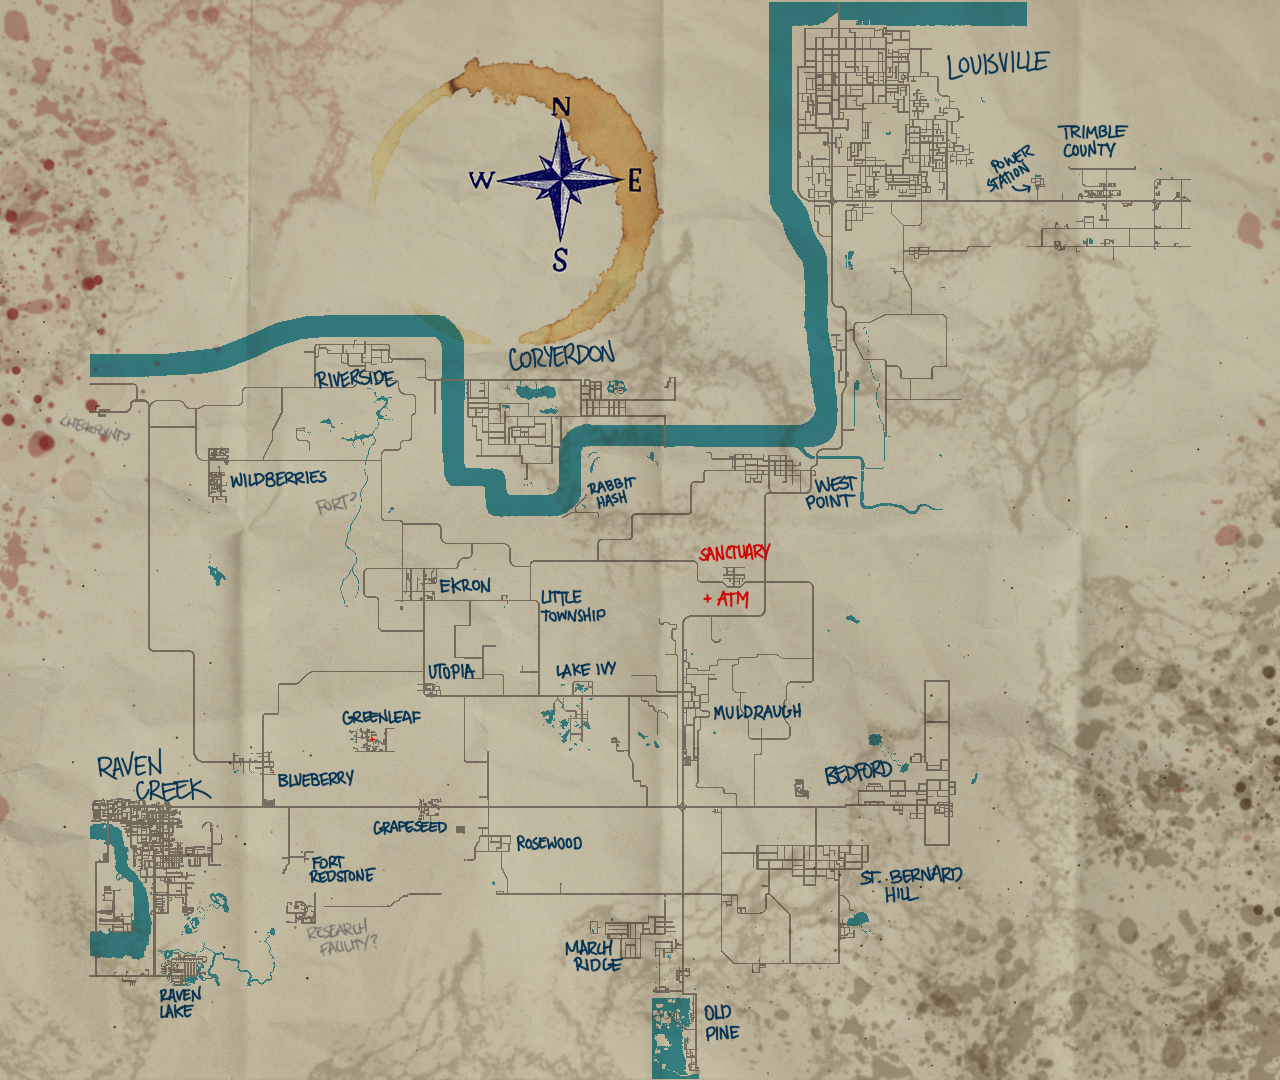 LOUISVILLE
N
W
E
S
TRIMBLE
COUNTY
POWER
STATION
CORYERDON
RIVERSIDE
CHECKPOINT?
WILDBERRIES
FORT?
RABBIT
HASH
WEST
POINT
SANCTUARY
+ ATM
EKRON
LITTLE
TOWNSHIP
UTOPIA
LAKE IVY
GREENLEAF
MULDRAUGH
RAVEN
CREEK
BLUEBERRY
BEDFORD
GRAPESEED
ROSEWOOD
FORT
REDSTONE
ST. BERNARD
HILL
RESEARCH
FACILITY?
MARCH
RIDGE
RAVEN
LAKE
OLD
PINE